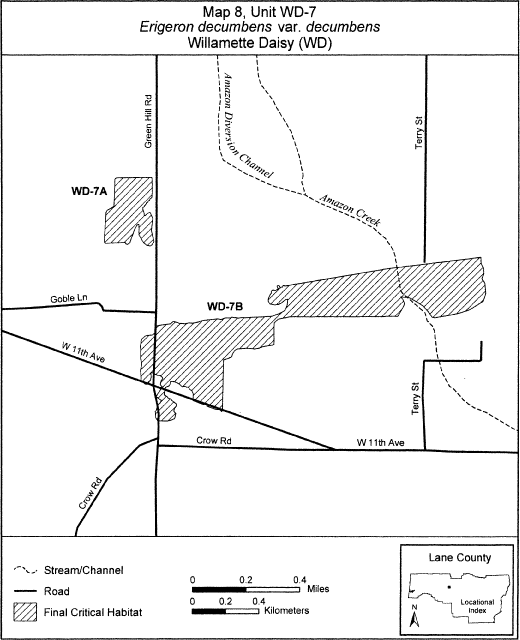 Map 8, Unit WD-7
Erigeron decumbens var. decumbens
Willamette Daisy (WD)
Green Hill Rd
Amazon Diversion Channel
Terry St
WD-7A
Amazon Creek
Goble Ln
WD-7B
W 11th Ave
Terry St
Crow Rd
W 11th Ave
Crow Rd
Stream/Channel
Road
Final Critical Habitat
0 0.2 0.4
Miles
0 0.2 0.4
Kilometers
Lane County
N
Locational
Index